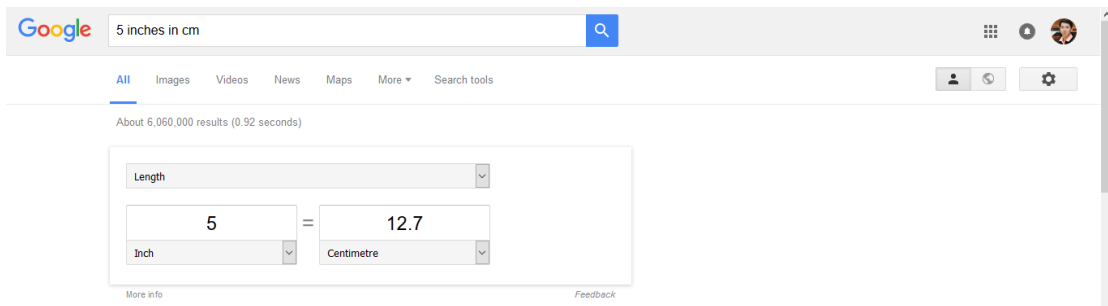 Google 5 inches in cm
All Images Videos News Maps More Search tools
About 6,060,000 results (0.92 seconds)
Length
5 = 12.7
Inch Centimetre
More info Feedback